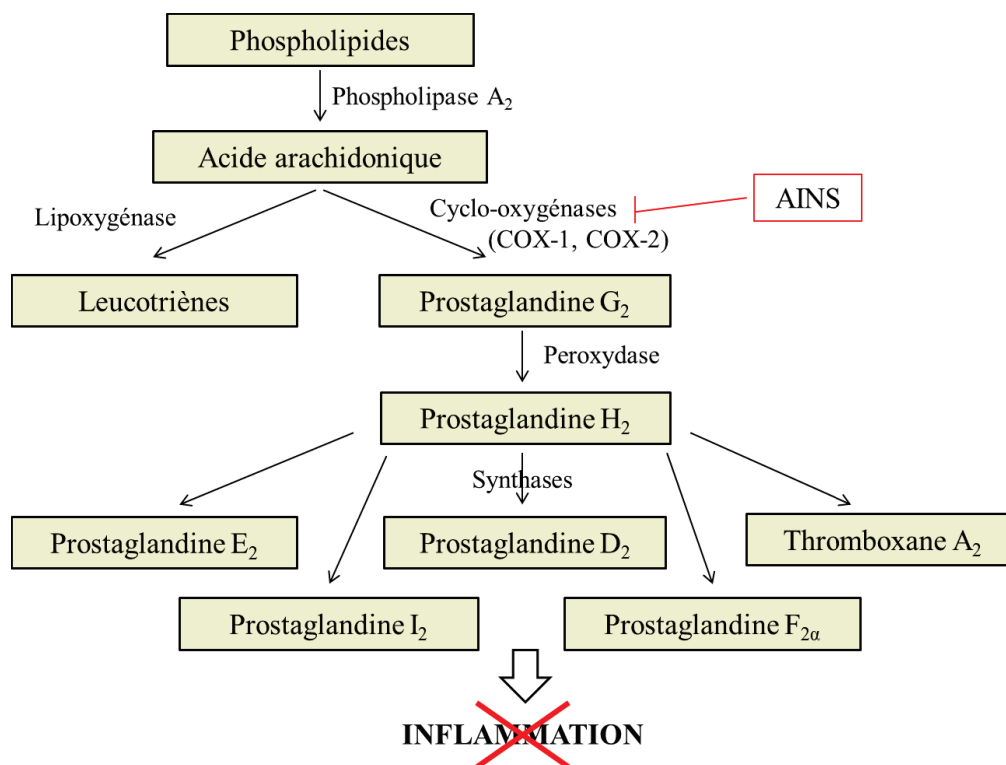 Phospholipides
Phospholipase A₂
Acide arachidonique
Lipoxygénase
Cyclo-oxygénases
(COX-1, COX-2)
AINS
Leucotriènes
Prostaglandine G₂
Peroxydase
Prostaglandine H₂
Synthases
Prostaglandine E₂
Prostaglandine D₂
Thromboxane A₂
Prostaglandine I₂
Prostaglandine F₂α
INFLAMMATION